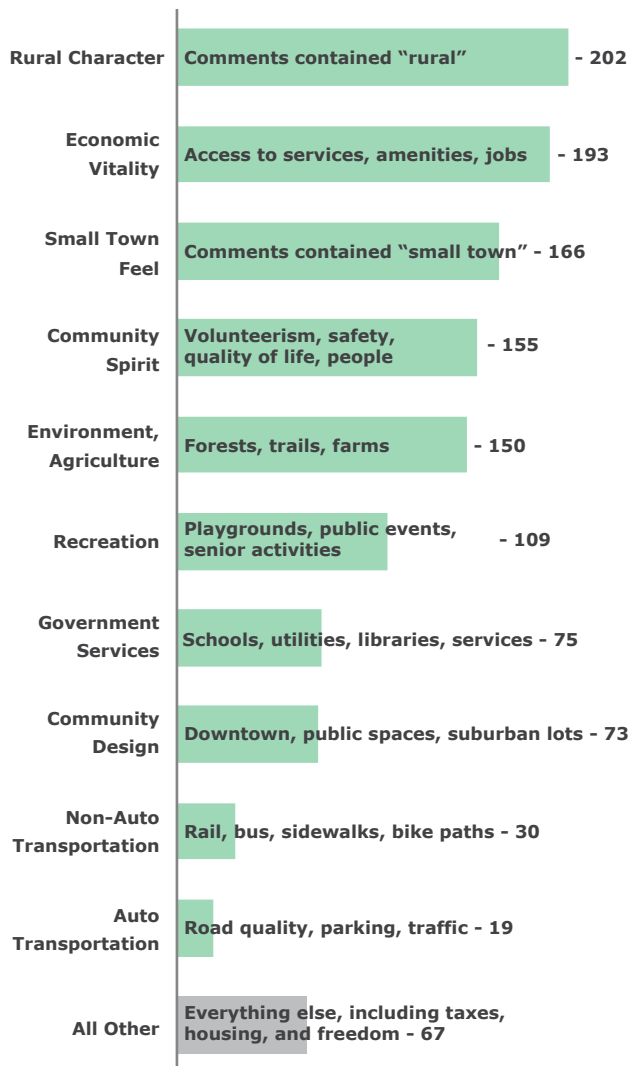 Rural Character
Comments contained “rural”
- 202
Economic
Vitality
Access to services, amenities, jobs
- 193
Small Town
Feel
Comments contained “small town” - 166
Community
Spirit
Volunteerism, safety,
quality of life, people
- 155
Environment,
Agriculture
Forests, trails, farms
- 150
Recreation
Playgrounds, public events,
senior activities
- 109
Government
Services
Schools, utilities, libraries, services - 75
Community
Design
Downtown, public spaces, suburban lots - 73
Non-Auto
Transportation
Rail, bus, sidewalks, bike paths - 30
Auto
Transportation
Road quality, parking, traffic - 19
All Other
Everything else, including taxes,
housing, and freedom - 67